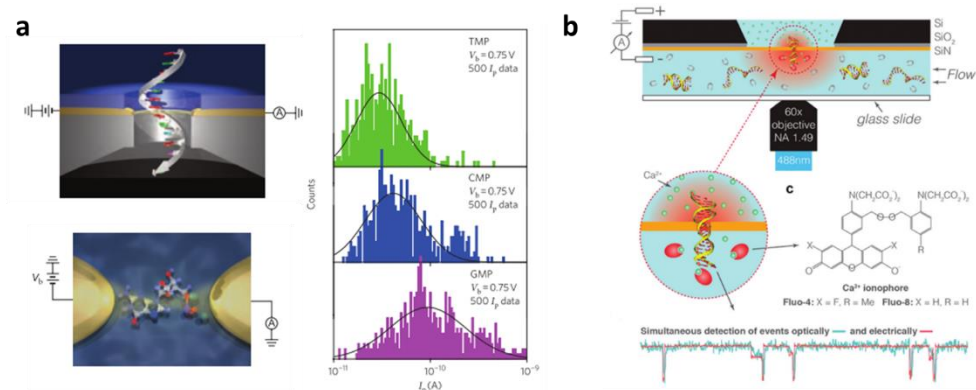 a
A
V_b
A
TMP
V_b = 0.75 V
500 I_p data
CMP
V_b = 0.75 V
500 I_p data
GMP
V_b = 0.75 V
500 I_p data
Counts
10⁻¹¹ 10⁻¹⁰ 10⁻⁹
(A)
b
+
A
-
Si
SiO₂
SiN
Flow
glass slide
60x
objective
NA 1.49
488nm
Ca²⁺
c
N(CH₂CO₂⁻)₂ N(CH₂CO₂⁻)₂
O O
X X
R
O O O⁻
Ca²⁺ ionophore
Fluo-4: X = F, R = Me Fluo-8: X = H, R = H
Simultaneous detection of events optically and electrically